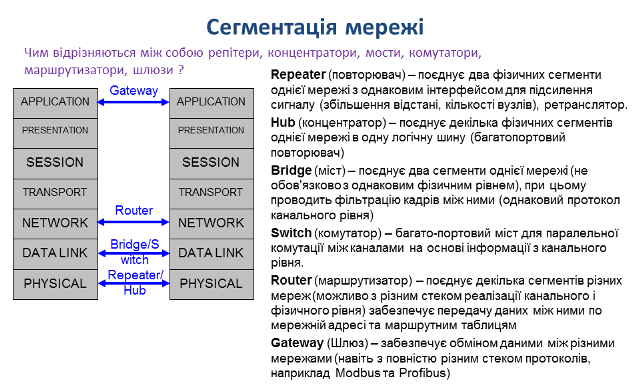 Сегментація мережі
Чим відрізняються між собою репітери, концентратори, мости, комутатори,
маршрутизатори, шлюзи ?
APPLICATION
Gateway
APPLICATION
PRESENTATION
PRESENTATION
SESSION
SESSION
TRANSPORT
TRANSPORT
NETWORK
Router
NETWORK
DATA LINK
Bridge/S
witch
DATA LINK
PHYSICAL
Repeater/
Hub
PHYSICAL
Repeater (повторювач) – поєднує два фізичних сегменти
однієї мережі з однаковим інтерфейсом для підсилення
сигналу (збільшення відстані, кількості вузлів), ретранслятор.
Hub (концентратор) – поєднує декілька фізичних сегментів
однієї мережі в одну логічну шину (багатопортовий
повторювач)
Bridge (міст) – поєднує два сегменти однієї мережі (не
обов'язково з однаковим фізичним рівнем), при цьому
проводить фільтрацію кадрів між ними (однаковий протокол
канального рівня)
Switch (комутатор) – багато-портовий міст для паралельної
комутації між каналами на основі інформації з канального
рівня.
Router (маршрутизатор) – поєднує декілька сегментів різних
мереж (можливо з різним стеком реалізації канального і
фізичного рівня) забезпечує передачу даних між ними по
мережній адресі та маршрутним таблицям
Gateway (Шлюз) – забезпечує обміном даними між різними
мережами (навіть з повністю різним стеком протоколів,
наприклад Modbus та Profibus)